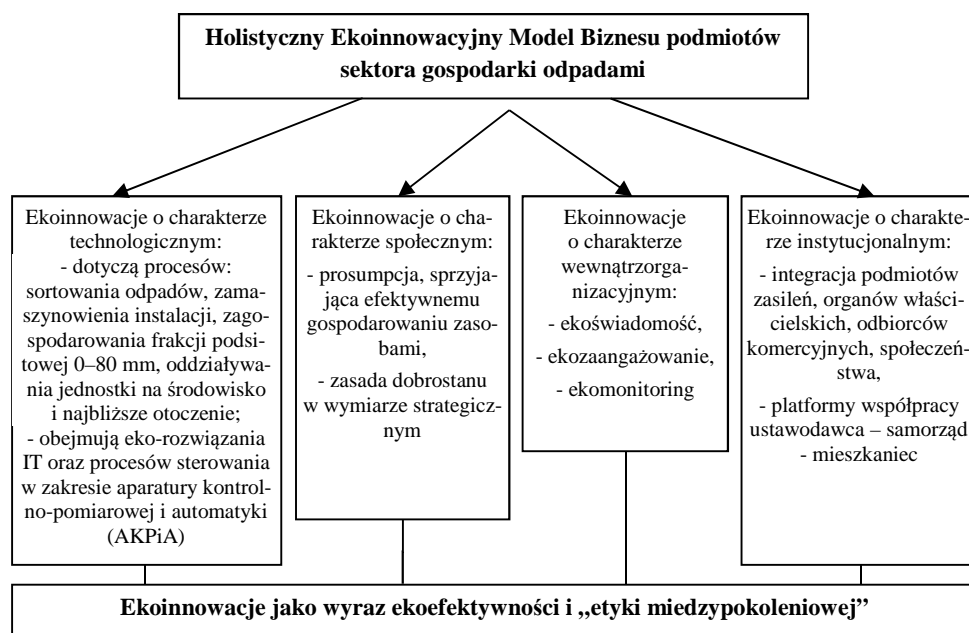 Holistyczny Ekoinnowacyjny Model Biznesu podmiotów
sektora gospodarki odpadami
Ekoinnowacje o charakterze
technologicznym:
- dotyczą procesów:
sortowania odpadów, zama-
szynowienia instalacji, zago-
spodarowania frakcji podsi-
towej 0–80 mm, oddziaływa-
nia jednostki na środowisko
i najbliższe otoczenie;
- obejmują eko-rozwiązania
IT oraz procesów sterowania
w zakresie aparatury kontrol-
no-pomiarowej i automatyki
(AKPiA)
Ekoinnowacje o cha-
rakterze społecznym:
- prosumpcja, sprzyja-
jąca efektywnemu
gospodarowaniu zaso-
bami,
- zasada dobrostanu
w wymiarze strategicz-
nym
Ekoinnowacje
o charakterze
wewnątrzorga-
nizacyjnym:
- ekoświadomość,
- ekozaangażowanie,
- ekomonitoring
Ekoinnowacje o charakte-
rze instytucjonalnym:
- integracja podmiotów
zasileń, organów właści-
cielskich, odbiorców
komercyjnych, społeczeń-
stwa,
- platformy współpracy
ustawodawca – samorząd
- mieszkaniec
Ekoinnowacje jako wyraz ekoefektywności i „etyki miedzypokoleniowej”